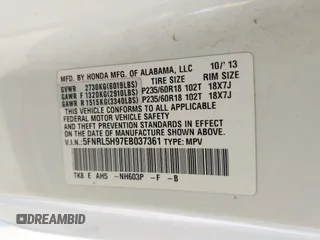 MFD. BY HONDA MFG. OF ALABAMA, LLC 10/'13
GVWR 2730KG(6019LBS) TIRE SIZE RIM SIZE
GAWR F 1320KG(2910LBS) P235/60R18 102T 18X7J
GAWR R 1515KG(3340LBS) P235/60R18 102T 18X7J
THIS VEHICLE CONFORMS TO ALL APPLICABLE
FEDERAL MOTOR VEHICLE SAFETY, BUMPER, AND
THEFT PREVENTION STANDARDS IN EFFECT ON THE
DATE OF MANUFACTURE SHOWN ABOVE.
V.I.N.:5FNRL5H97EB037361 TYPE: MPV
TK8 E AH5 -NH603P -F -B
DREAMBID.COM